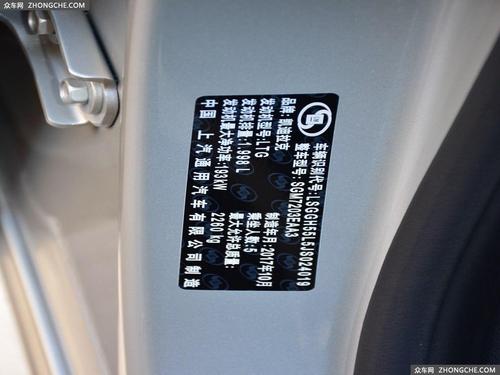 众车网 ZHONGCHE.COM
车辆识别代号: LSGGH55L5JS024019
整车型号: SGM7203EAA3
品牌: 凯迪拉克
发动机型号: LTG 制造年月: 2017年10月
发动机排量: 1.998 L 乘坐人数: 5
发动机最大净功率: 193kW 最大允许总质量: 2260 kg
中国 上汽通用汽车有限公司 制造
众车网 ZHONGCHE.COM